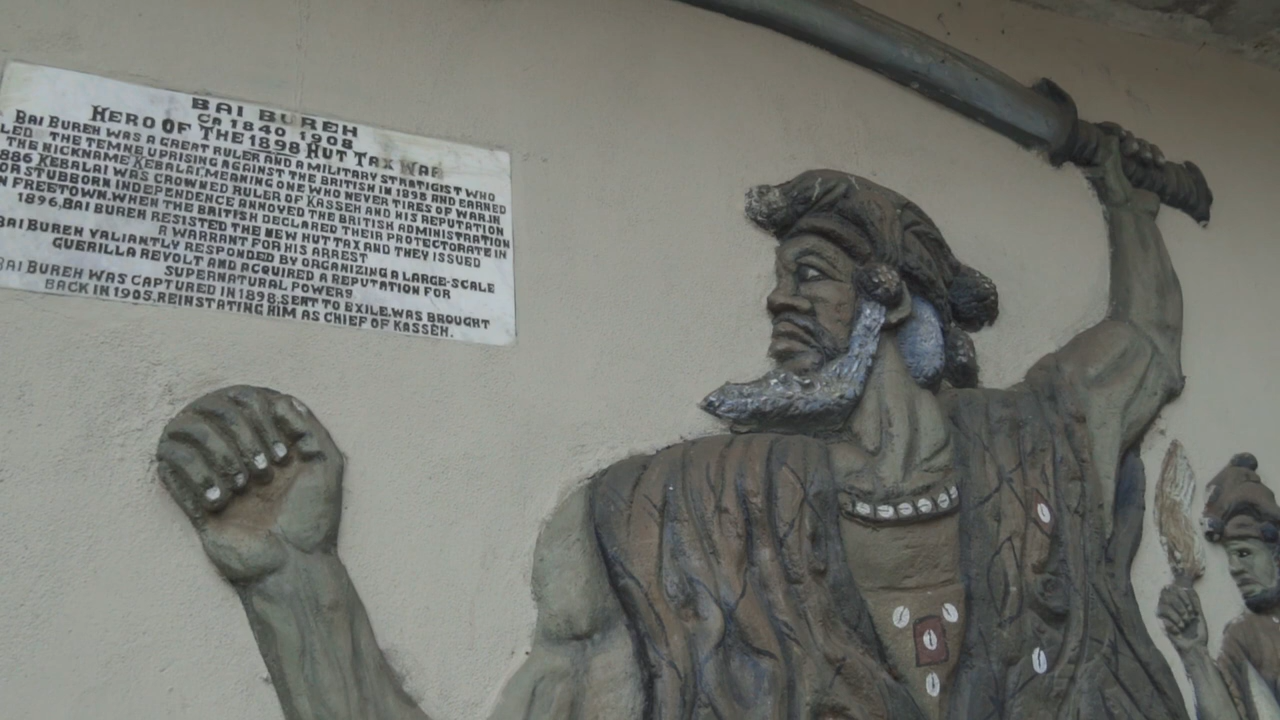 BAI BUREH
CA 1840 1908
HERO OF THE 1898 HUT TAX WAR
BAI BUREH WAS A GREAT RULER AND A MILITARY STRATIGIST WHO
LED THE TEMNE UPRISING AGAINST THE BRITISH IN 1898 AND EARNED
THE NICKNAME KEBALAI,MEANING ONE WHO NEVER TIRES OF WAR.IN
886 KEBALAI WAS CROWNED RULER OF KASSEH AND HIS REPUTATION
STUBBORN INDEPENDENCE ANNOYED THE BRITISH ADMINISTRATION
FREETOWN.WHEN THE BRITISH DECLARED THEIR PROTECTORATE IN
1896,BAI BUREH RESISTED THE NEW HUT TAX AND THEY ISSUED
A WARRANT FOR HIS ARREST
BAI BUREH VALIANTLY RESPONDED BY ORGANIZING A LARGE-SCALE
GUERILLA REVOLT AND ACQUIRED A REPUTATION FOR
SUPERNATURAL POWERS
BAI BUREH WAS CAPTURED IN 1898,SENT TO EXILE.WAS BROUGHT
BACK IN 1905,REINSTATING HIM AS CHIEF OF KASSEH.